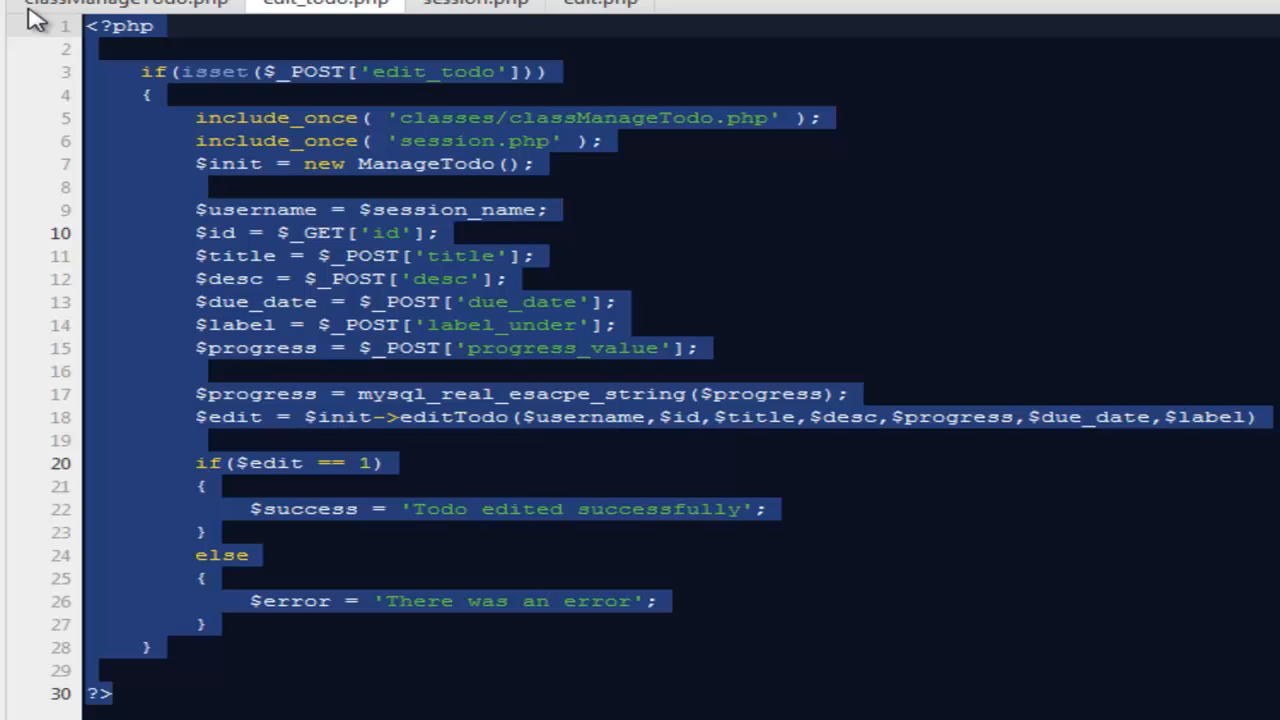 classManageTodo.php edit_todo.php session.php edit.php
1 <?php
2
3 if(isset($_POST['edit_todo']))
4 {
5 include_once( 'classes/classManageTodo.php' );
6 include_once( 'session.php' );
7 $init = new ManageTodo();
8
9 $username = $session_name;
10 $id = $_GET['id'];
11 $title = $_POST['title'];
12 $desc = $_POST['desc'];
13 $due_date = $_POST['due_date'];
14 $label = $_POST['label_under'];
15 $progress = $_POST['progress_value'];
16
17 $progress = mysql_real_esacpe_string($progress);
18 $edit = $init->editTodo($username,$id,$title,$desc,$progress,$due_date,$label)
19
20 if($edit == 1)
21 {
22 $success = 'Todo edited successfully';
23 }
24 else
25 {
26 $error = 'There was an error';
27 }
28 }
29
30 ?>